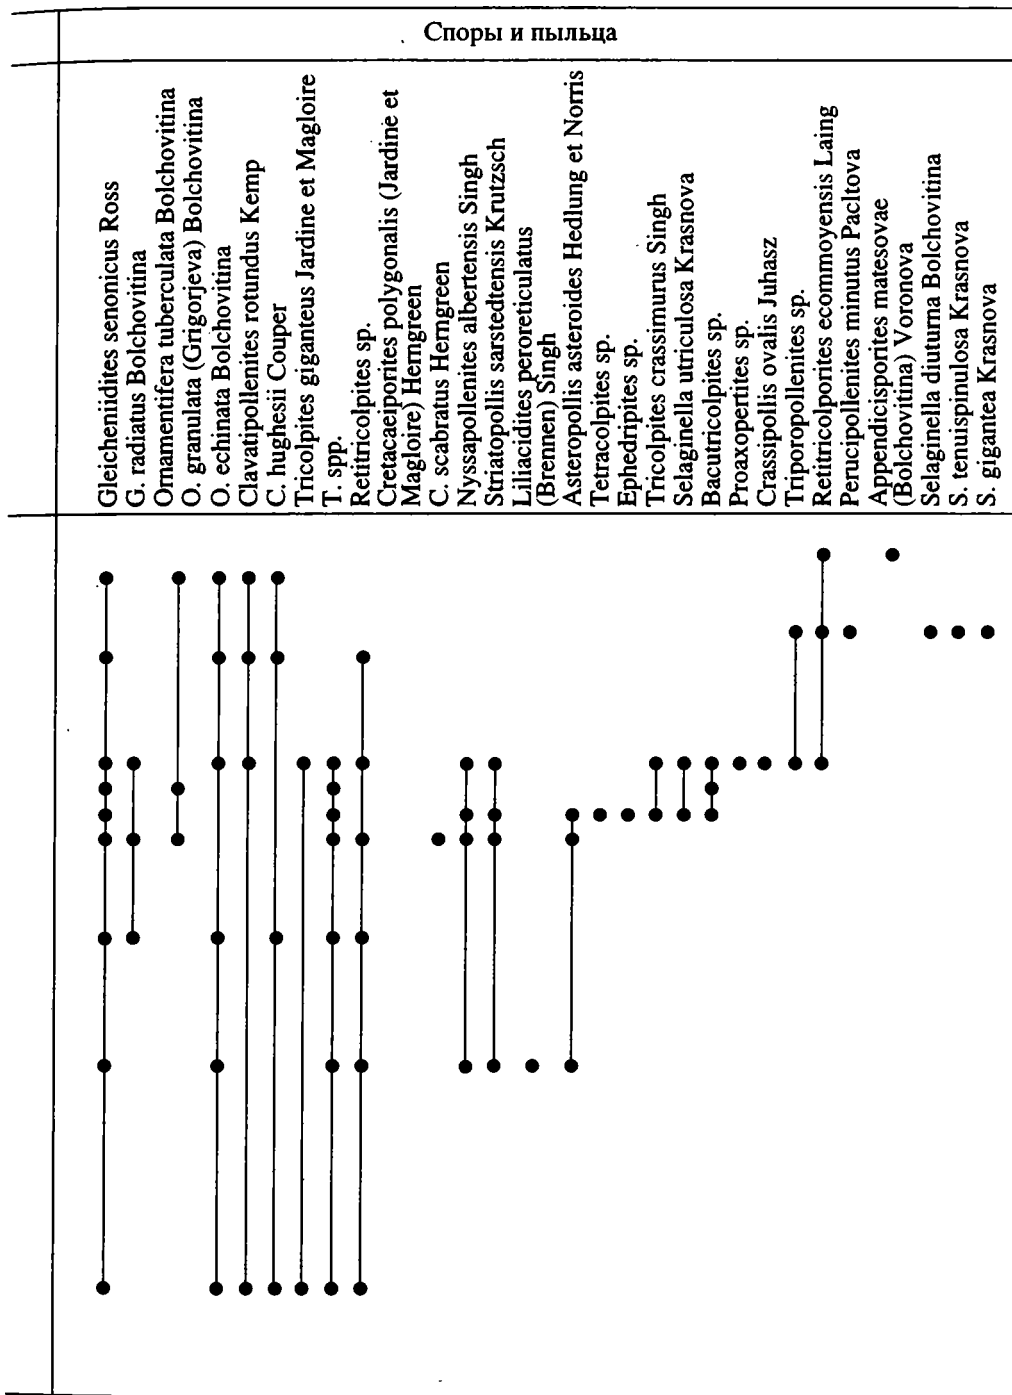 Споры и пыльца
Gleicheniidites senonicus Ross
G. radiatus Bolchovitina
Ornamentifera tuberculata Bolchovitina
O. granulata (Grigorjeva) Bolchovitina
O. echinata Bolchovitina
Clavatipollenites rotundus Kemp
C. hughesii Couper
Tricolpites giganteus Jardine et Magloire
T. spp.
Retitricolpites sp.
Cretacaeiporites polygonalis (Jardine et
Magloire) Herngreen
C. scabratus Herngreen
Nyssapollenites albertensis Singh
Striatopollis sarstedtensis Krutzsch
Liliacidites peroreticulatus
(Brennen) Singh
Asteropollis asteroides Hedlung et Norris
Tetracolpites sp.
Ephedripites sp.
Tricolpites crassimurus Singh
Selaginella utriculosa Krasnova
Bacutricolpites sp.
Proaxopertites sp.
Crassipollis ovalis Juhasz
Triporopollenites sp.
Retitricolporites ecommoyensis Laing
Perucipollenites minutus Pacltova
Appendicisporites matesovae
(Bolchovitina) Voronova
Selaginella diutuma Bolchovitina
S. tenuispinulosa Krasnova
S. gigantea Krasnova